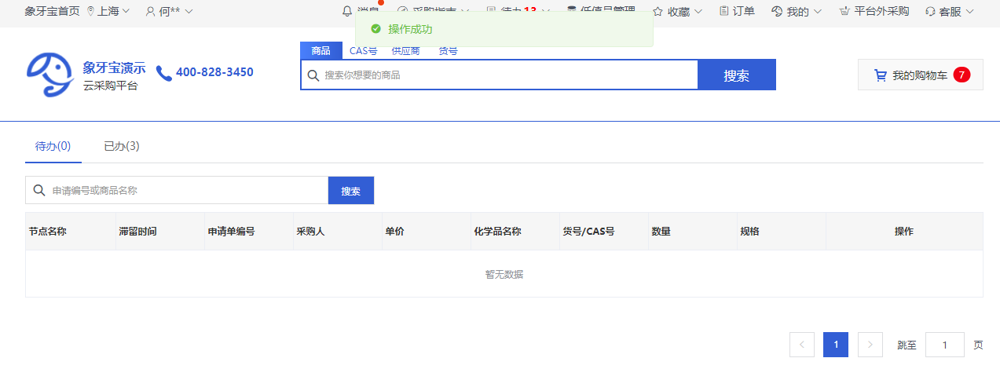 象牙宝首页 上海 何** 消息 采购指南 待办13 低值易管理 收藏 订单 我的 平台外采购 客服
操作成功
商品 CAS号 供应商 货号
象牙宝演示 400-828-3450
云采购平台
搜索你想要的商品 搜索
我的购物车 7
待办(0) 已办(3)
申请编号或商品名称 搜索
节点名称 滞留时间 申请单编号 采购人 单价 化学品名称 货号/CAS号 数量 规格 操作
暂无数据
1 跳至 1 页